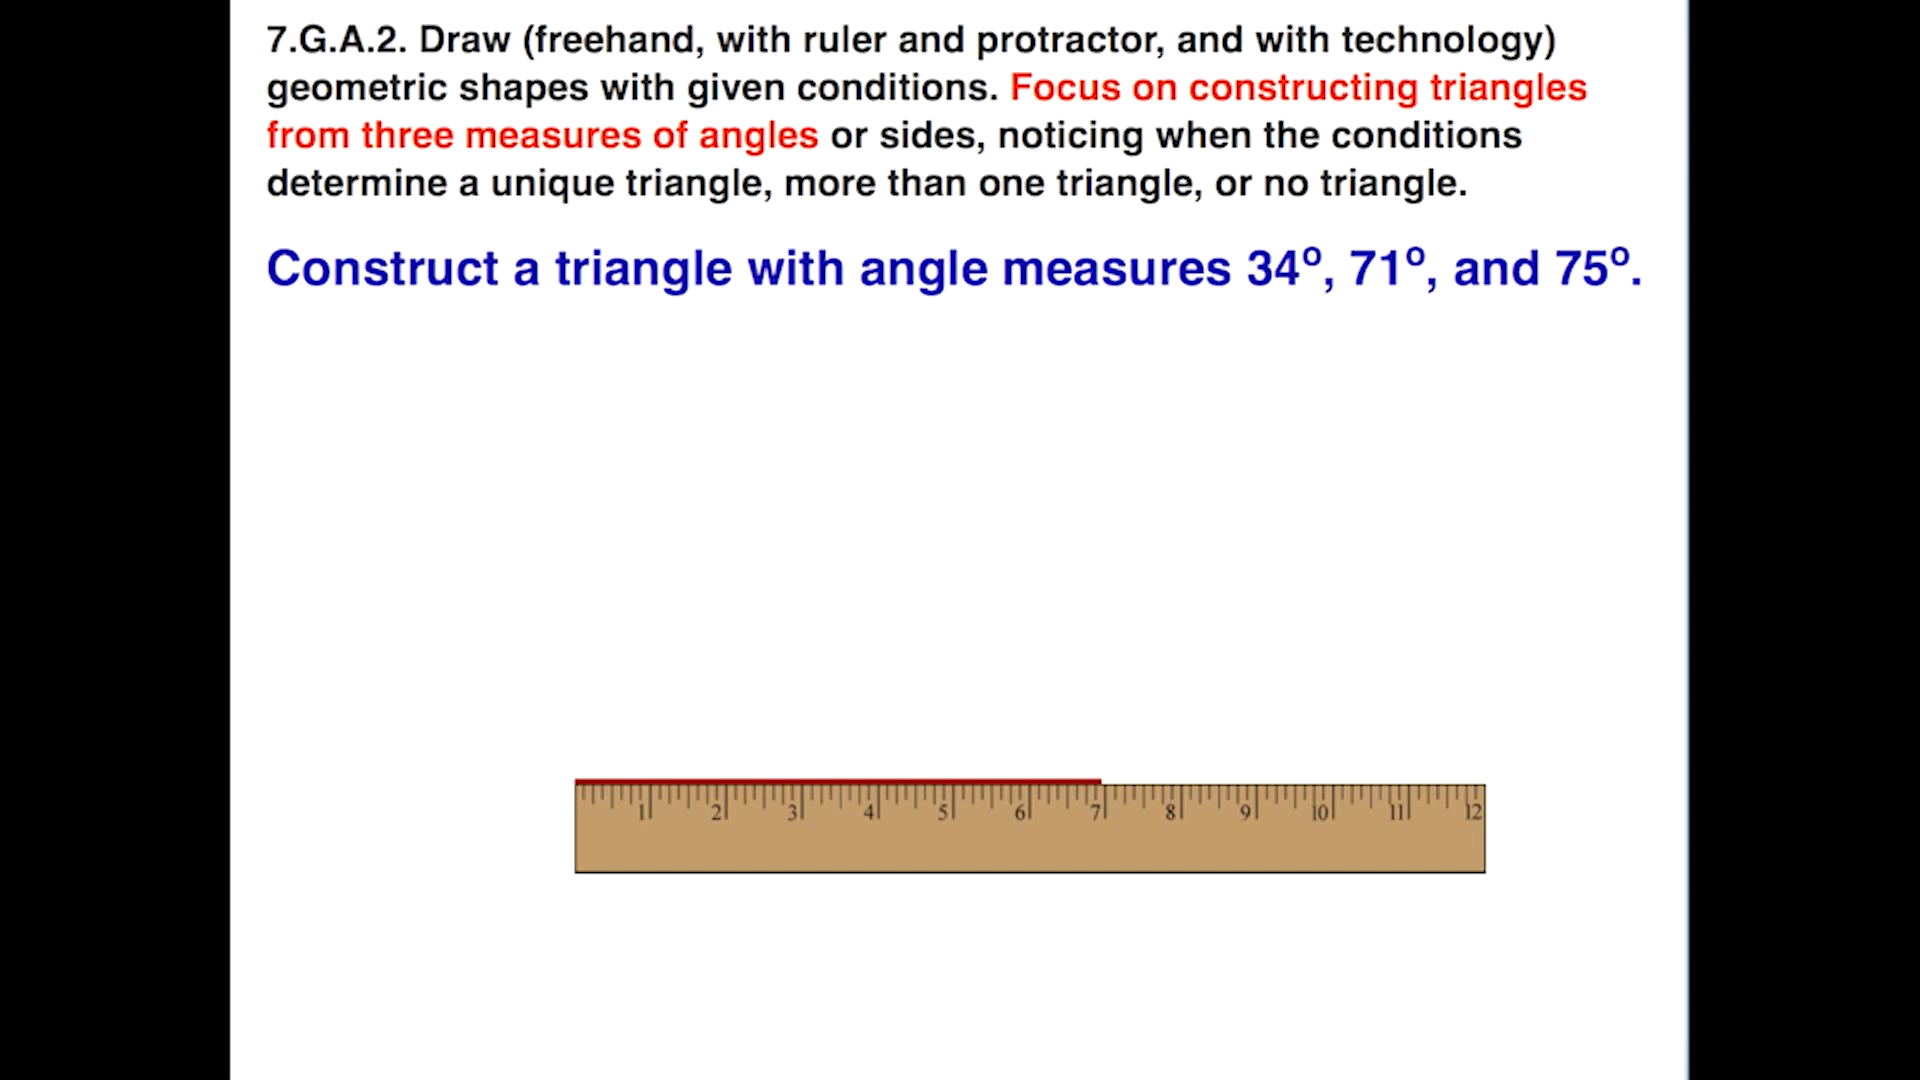 7.G.A.2. Draw (freehand, with ruler and protractor, and with technology)
geometric shapes with given conditions. Focus on constructing triangles
from three measures of angles or sides, noticing when the conditions
determine a unique triangle, more than one triangle, or no triangle.
Construct a triangle with angle measures 34º, 71º, and 75º.
1 2 3 4 5 6 7 8 9 10 11 12